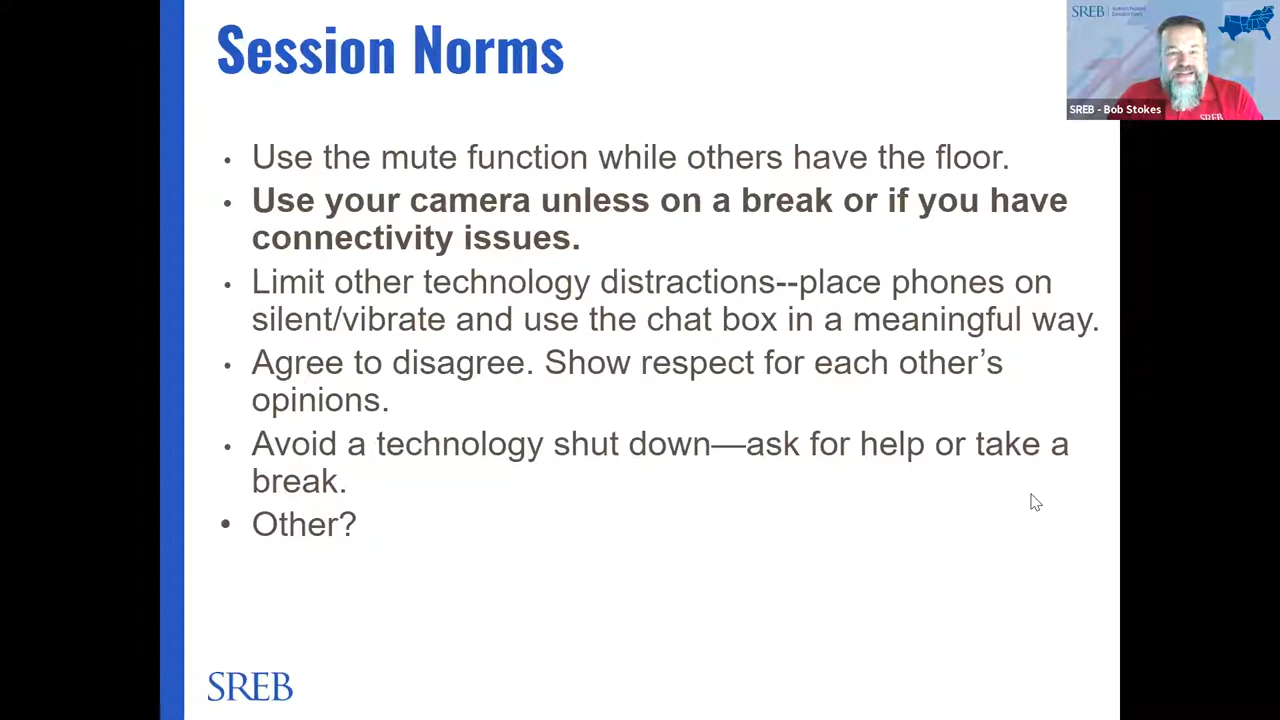 Session Norms
SREB
SREB - Bob Stokes
SREB
• Use the mute function while others have the floor.
• Use your camera unless on a break or if you have
connectivity issues.
• Limit other technology distractions--place phones on
silent/vibrate and use the chat box in a meaningful way.
• Agree to disagree. Show respect for each other’s
opinions.
• Avoid a technology shut down—ask for help or take a
break.
• Other?
SREB